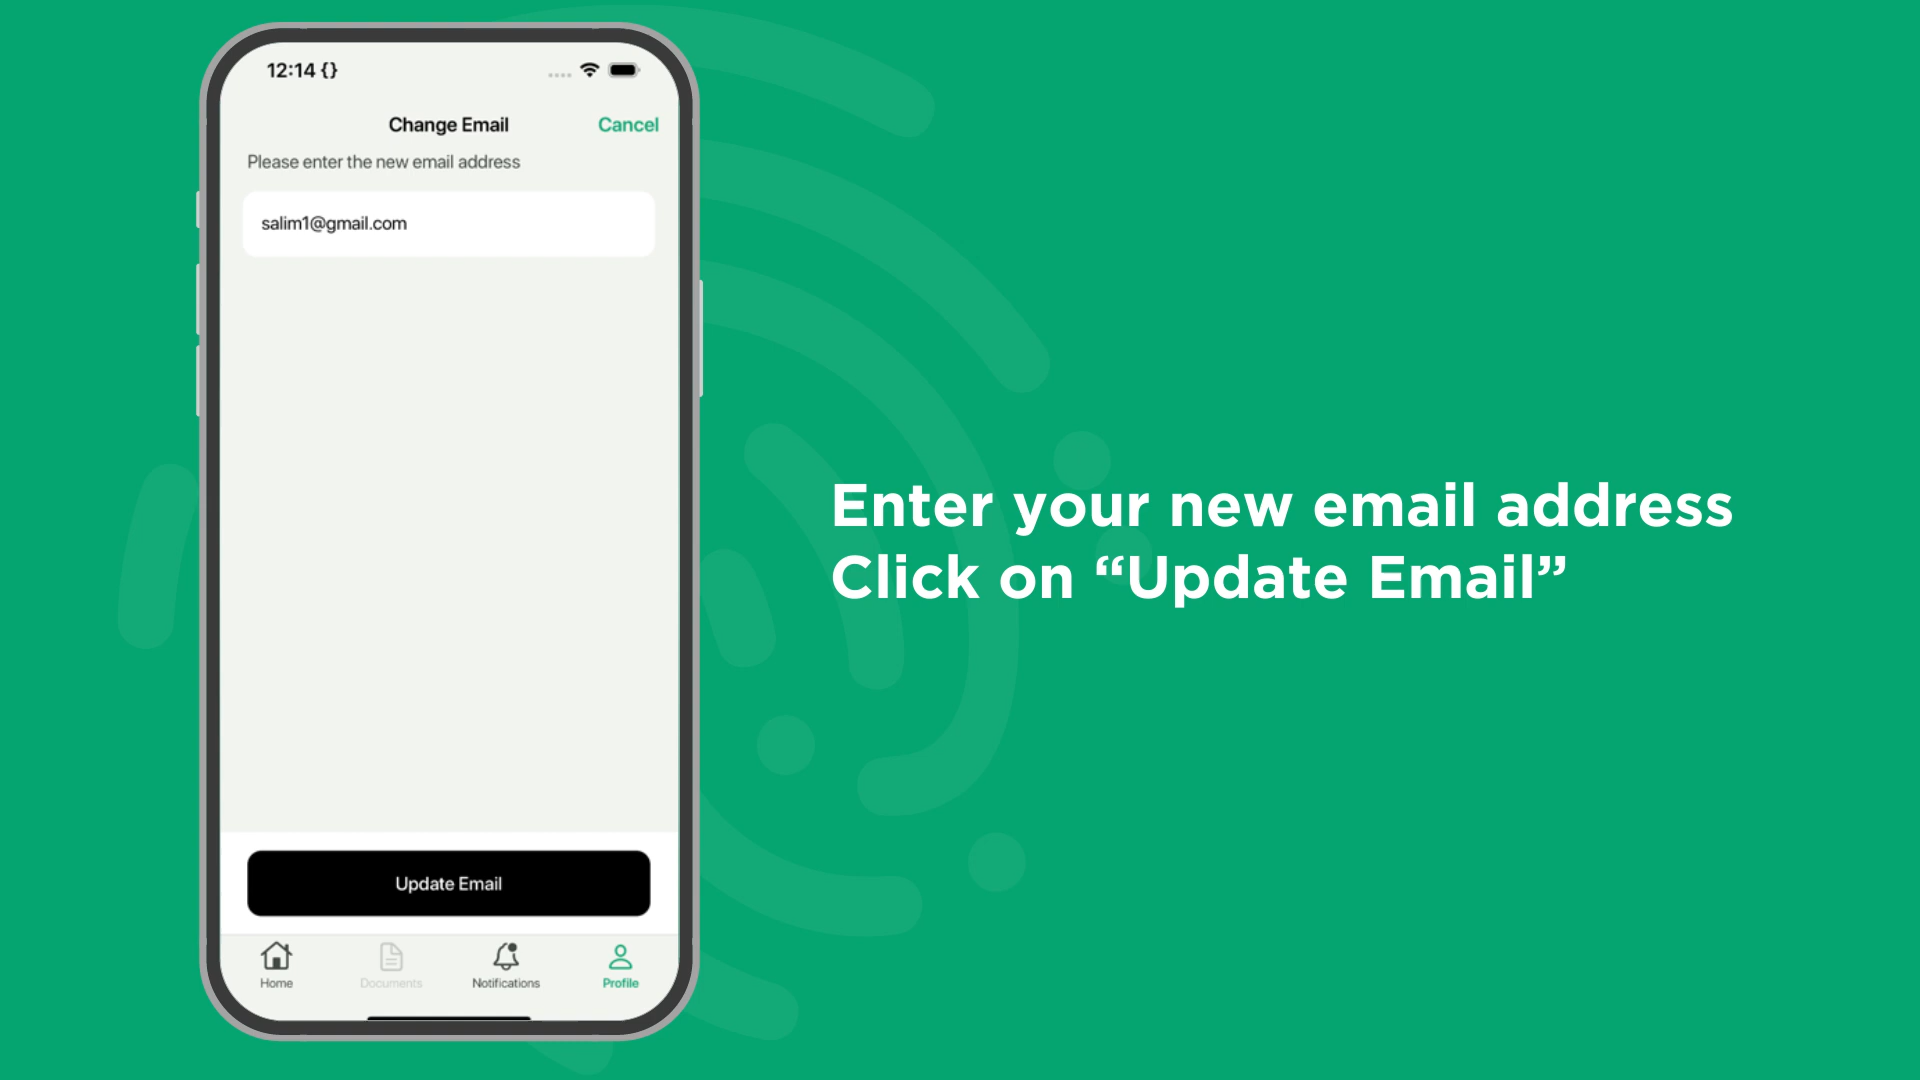 12:14 {}
Change Email
Cancel
Please enter the new email address
salim1@gmail.com
Enter your new email address
Click on “Update Email”
Update Email
Home
Documents
Notifications
Profile